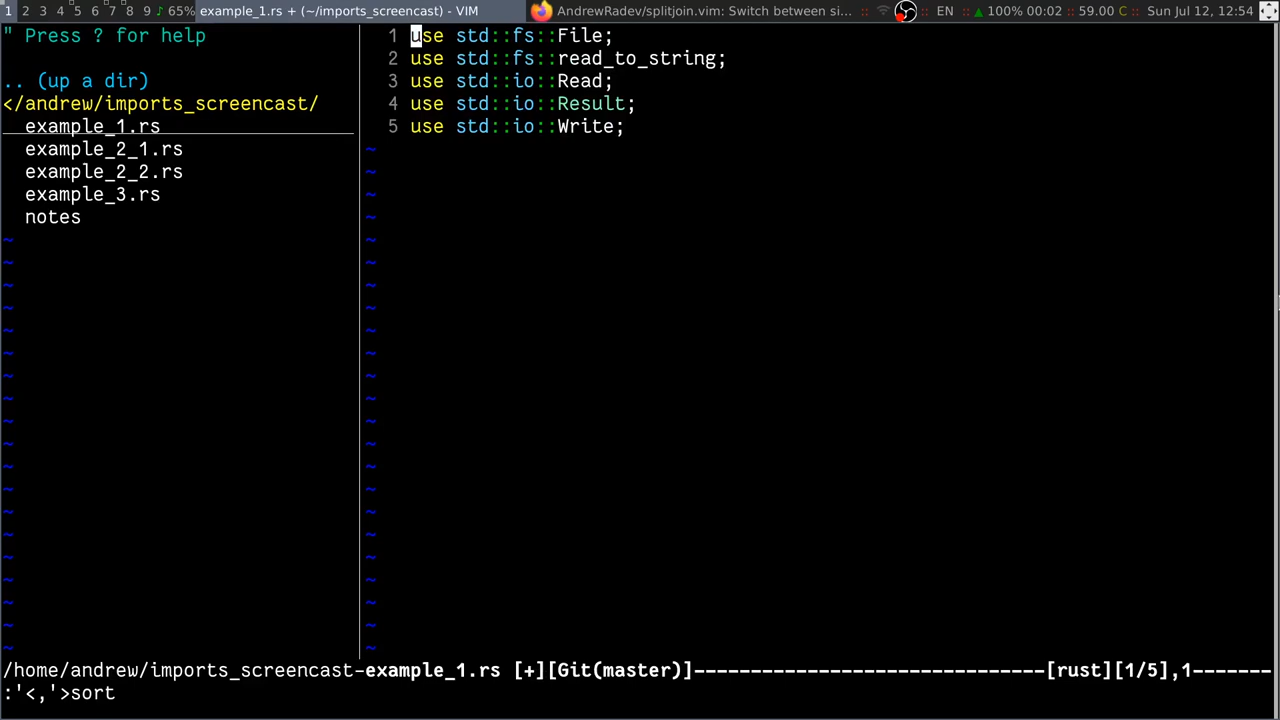 1 2 3 4 5 6 7 8 9 ♪ 65% example_1.rs + (~/imports_screencast) - VIM AndrewRadev/splitjoin.vim: Switch between si... :: :: :: EN :: ▲ 100% 00:02 :: 59.00 C :: Sun Jul 12, 12:54
" Press ? for help
.. (up a dir)
</andrew/imports_screencast/
example_1.rs
example_2_1.rs
example_2_2.rs
example_3.rs
notes
1 use std::fs::File;
2 use std::fs::read_to_string;
3 use std::io::Read;
4 use std::io::Result;
5 use std::io::Write;
/home/andrew/imports_screencast-example_1.rs [+][Git(master)]-------------------------------[rust][1/5],1-------
:'<,'>sort